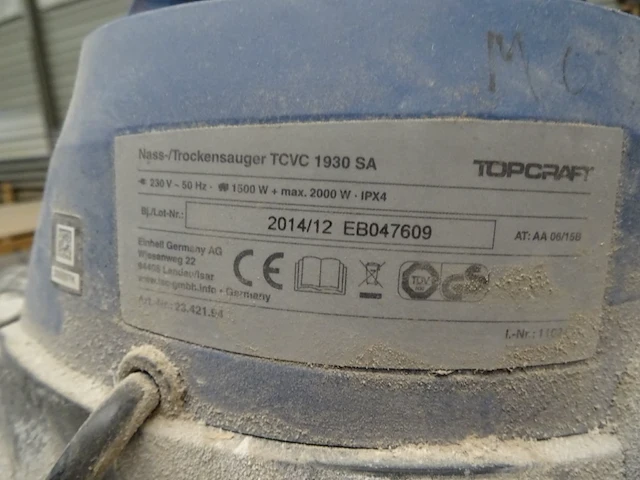 M
Nass-/Trockensauger TCVC 1930 SA
TOPCRAFT
230 V ~ 50 Hz · 1500 W + max. 2000 W · IPX4
Bj./Lot-Nr.: 2014/12 EB047609
AT: AA 06/15B
Einhell Germany AG
Wiesenweg 22
94405 Landau/Isar
www.isc-gmbh.info · Germany
CE
TÜV
GS
Art.-Nr.: 23.421.64
I.-Nr.: